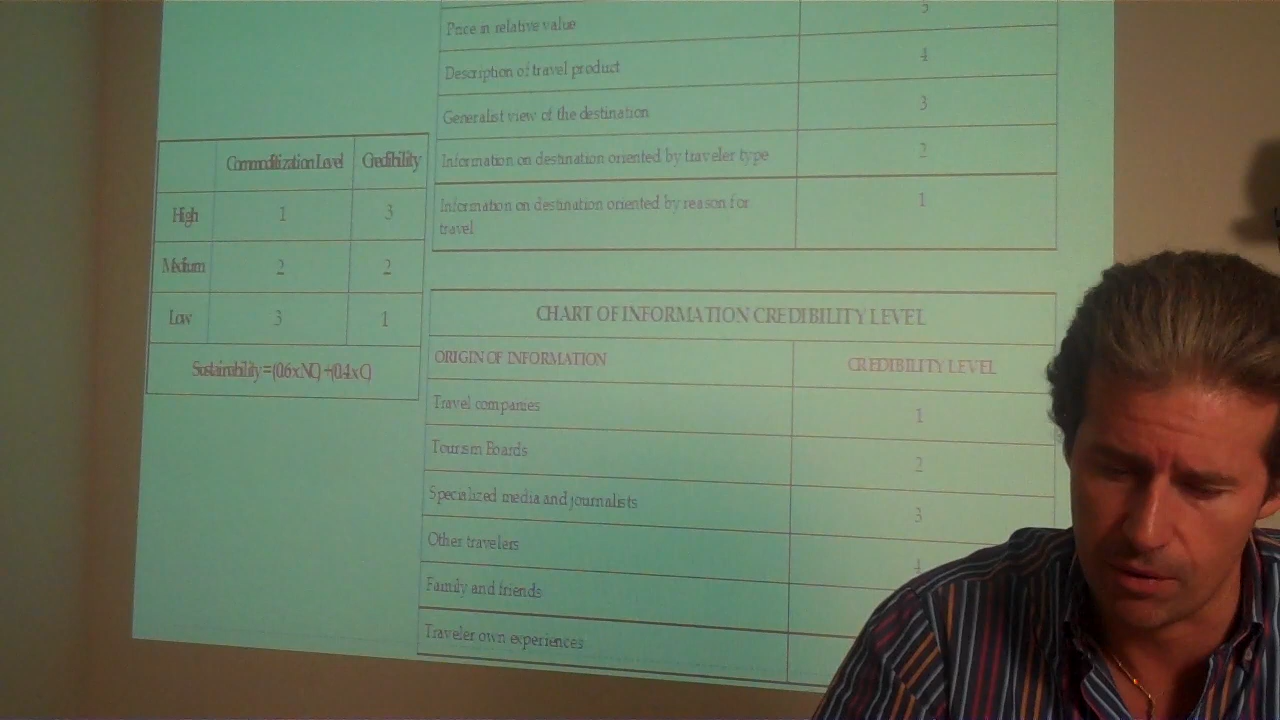 5
Price in relative value
Description of travel product 4
Generalist view of the destination 3
Information on destination oriented by traveler type 2
Information on destination oriented by reason for 1
travel
Commoditization Level Credibility
High 1 3
Medium 2 2
Low 3 1
Sustainability = (0.6 x NC) + (0.4 x C)
CHART OF INFORMATION CREDIBILITY LEVEL
ORIGIN OF INFORMATION CREDIBILITY LEVEL
Travel companies 1
Tourism Boards 2
Specialized media and journalists 3
Other travelers 4
Family and friends
Traveler own experiences